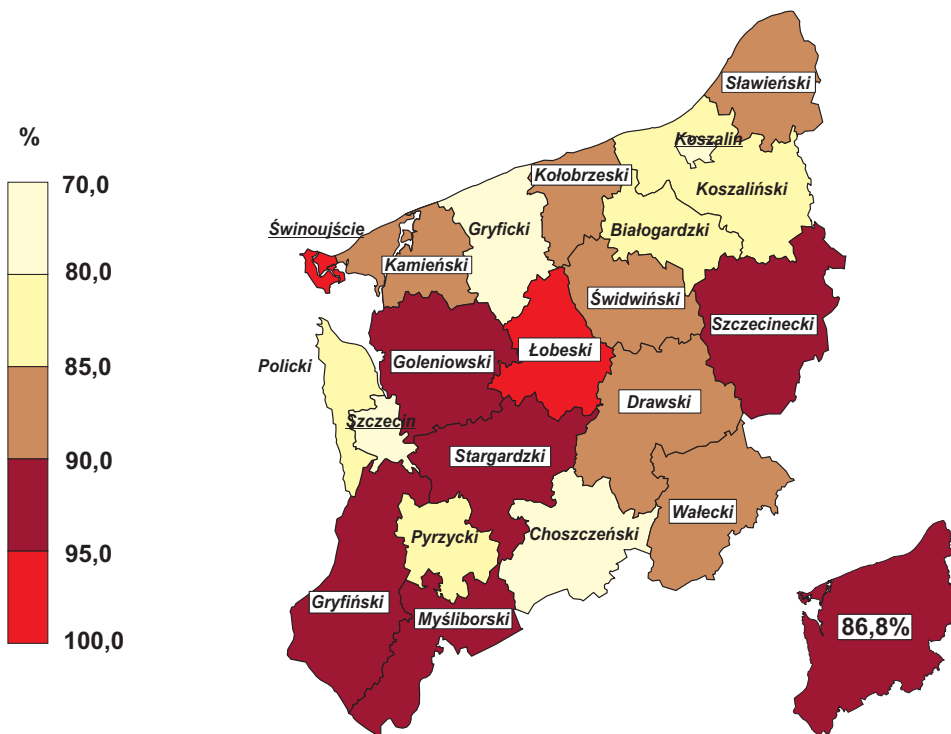 %
70,0
80,0
85,0
90,0
95,0
100,0
Sławieński
Koszalin
Kołobrzeski
Koszaliński
Świnoujście
Gryficki
Białogardzki
Kamieński
Świdwiński
Szczecinecki
Łobeski
Goleniowski
Policki
Drawski
Szczecin
Stargardzki
Wałecki
Choszczeński
Pyrzycki
Gryfiński
Myśliborski
86,8%